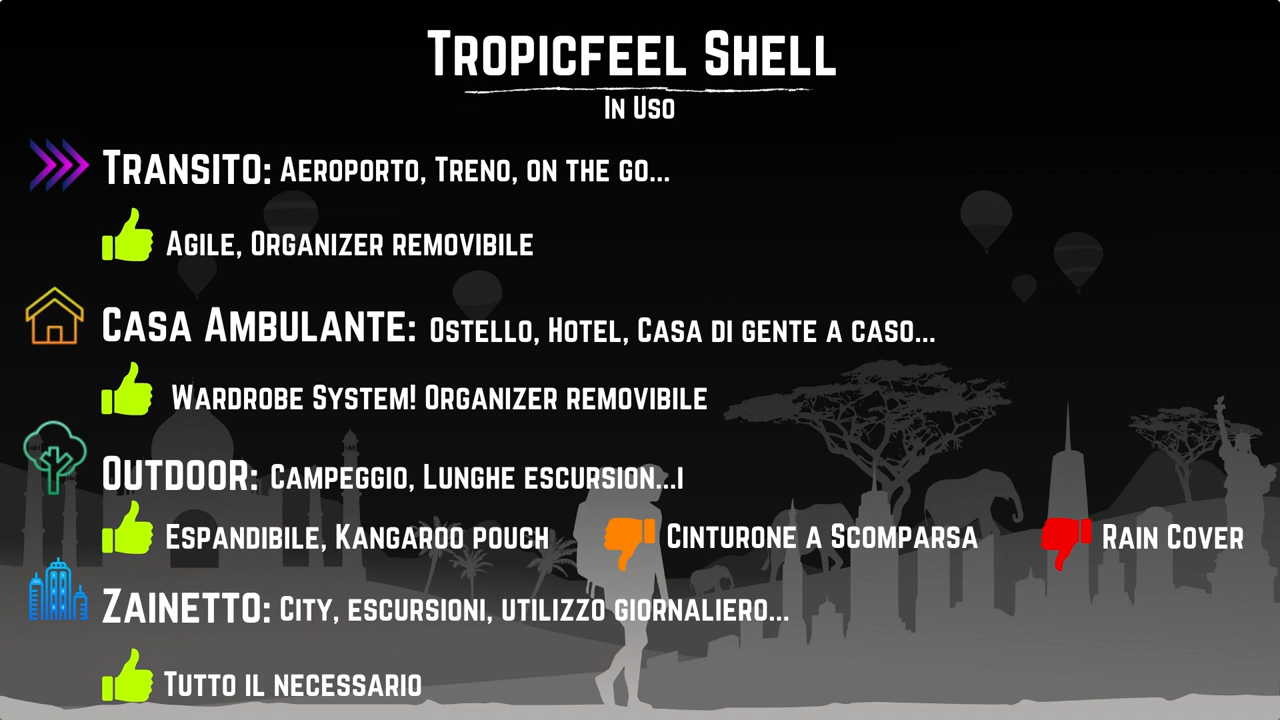 Tropicfeel Shell
In Uso
Transito: Aeroporto, Treno, on the go...
Agile, Organizer removibile
Casa Ambulante: Ostello, Hotel, Casa di gente a caso...
Wardrobe System! Organizer removibile
Outdoor: Campeggio, Lunghe escursion...i
Espandibile, Kangaroo pouch Cinturone a Scomparsa Rain Cover
Zainetto: City, escursioni, utilizzo giornaliero...
Tutto il necessario